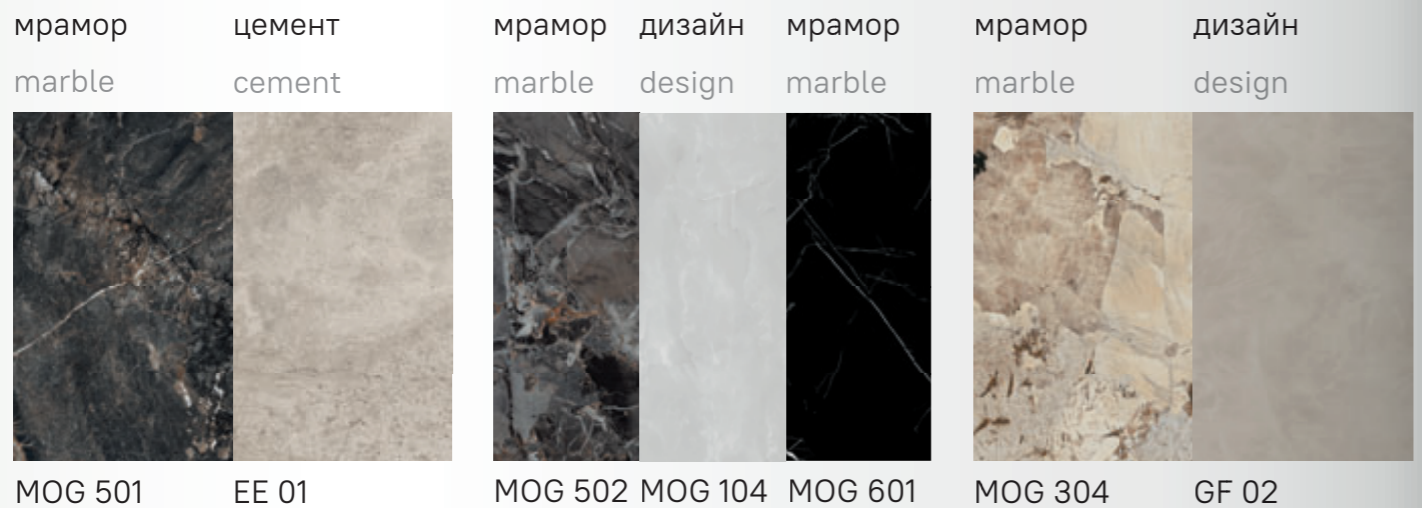 мрамор цемент мрамор дизайн мрамор мрамор дизайн
marble cement marble design marble marble design
MOG 501 EE 01 MOG 502 MOG 104 MOG 601 MOG 304 GF 02